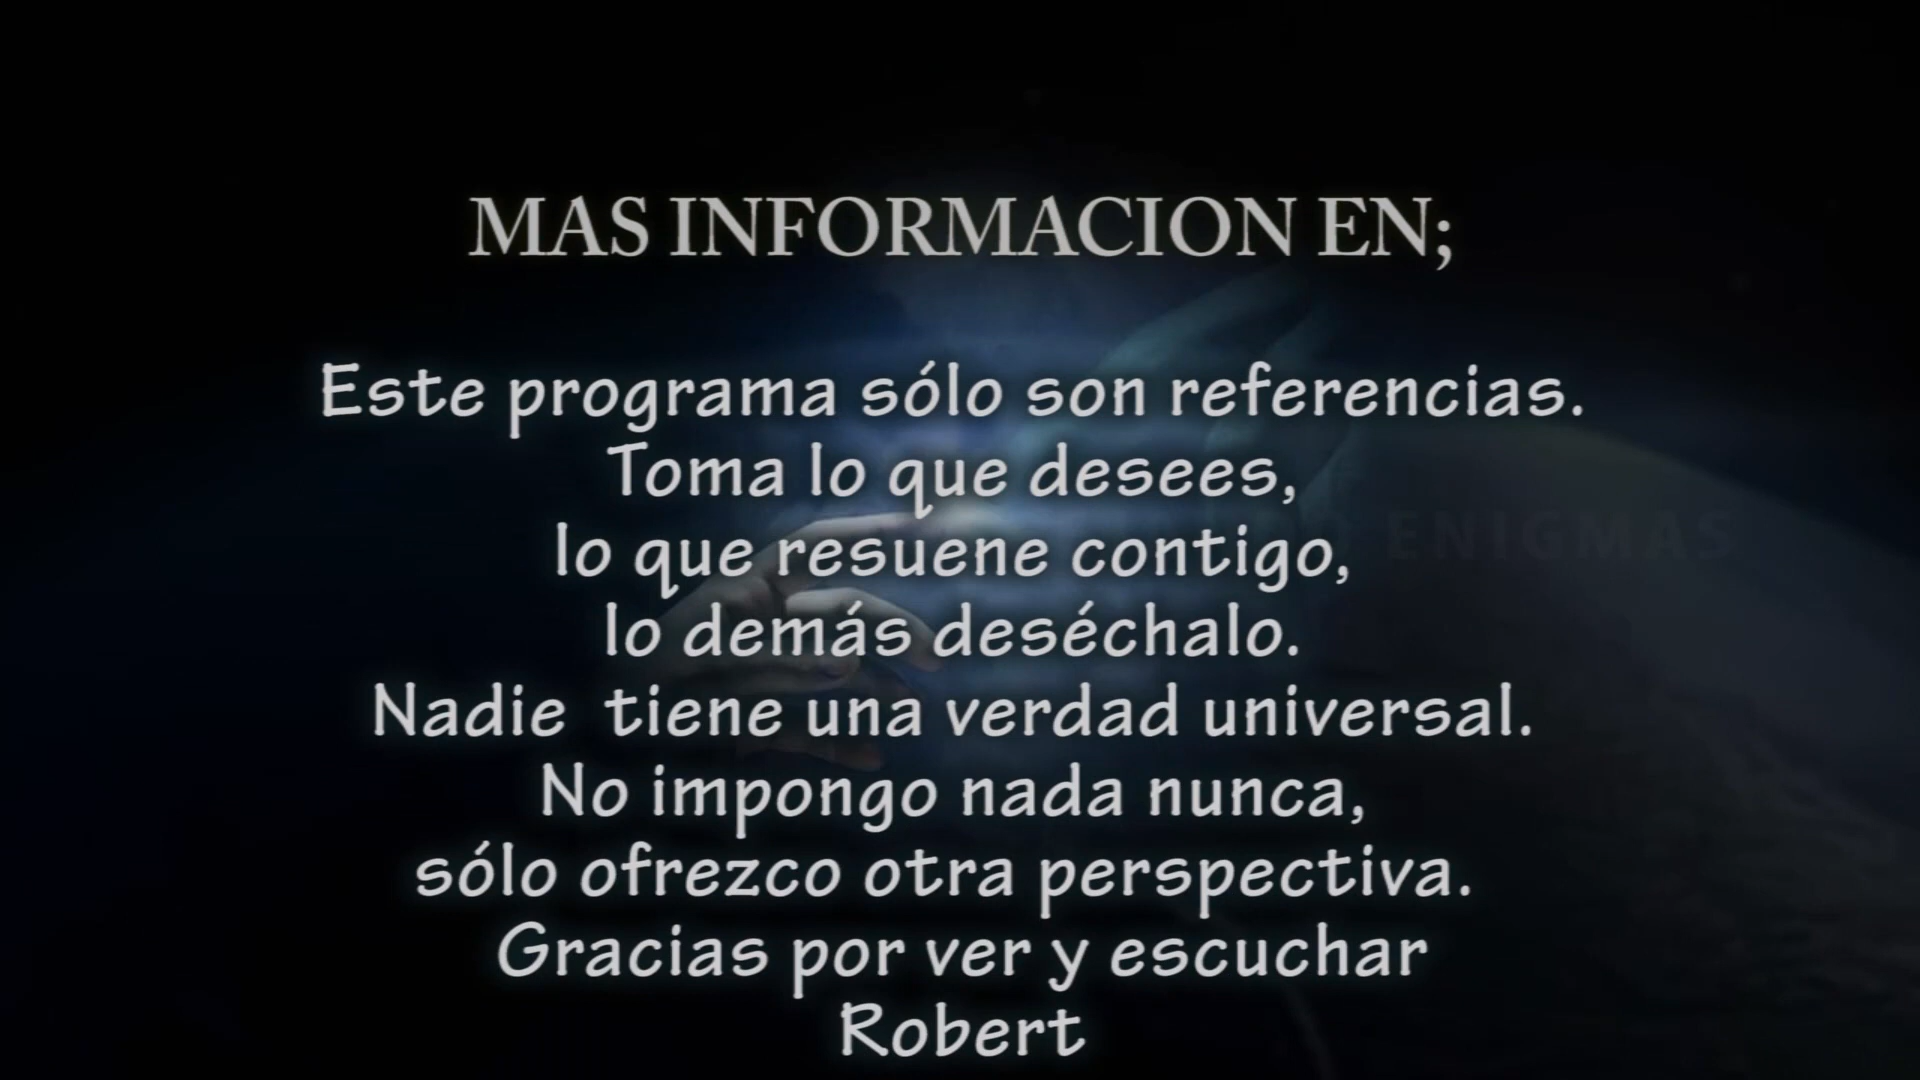 MAS INFORMACION EN;
Este programa sólo son referencias.
Toma lo que desees,
lo que resuene contigo,
ENIGMAS
lo demás deséchalo.
Nadie tiene una verdad universal.
No impongo nada nunca,
sólo ofrezco otra perspectiva.
Gracias por ver y escuchar
Robert